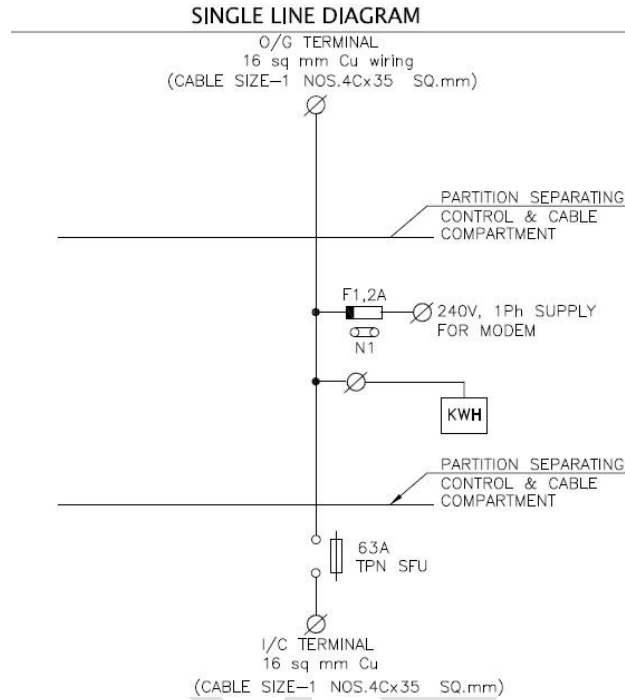 SINGLE LINE DIAGRAM
O/G TERMINAL
16 sq mm Cu wiring
(CABLE SIZE-1 NOS.4Cx35 SQ.mm)
PARTITION SEPARATING
CONTROL & CABLE
COMPARTMENT
F1,2A
240V, 1Ph SUPPLY
FOR MODEM
N1
KWH
PARTITION SEPARATING
CONTROL & CABLE
COMPARTMENT
63A
TPN SFU
I/C TERMINAL
16 sq mm Cu
(CABLE SIZE-1 NOS.4Cx35 SQ.mm)